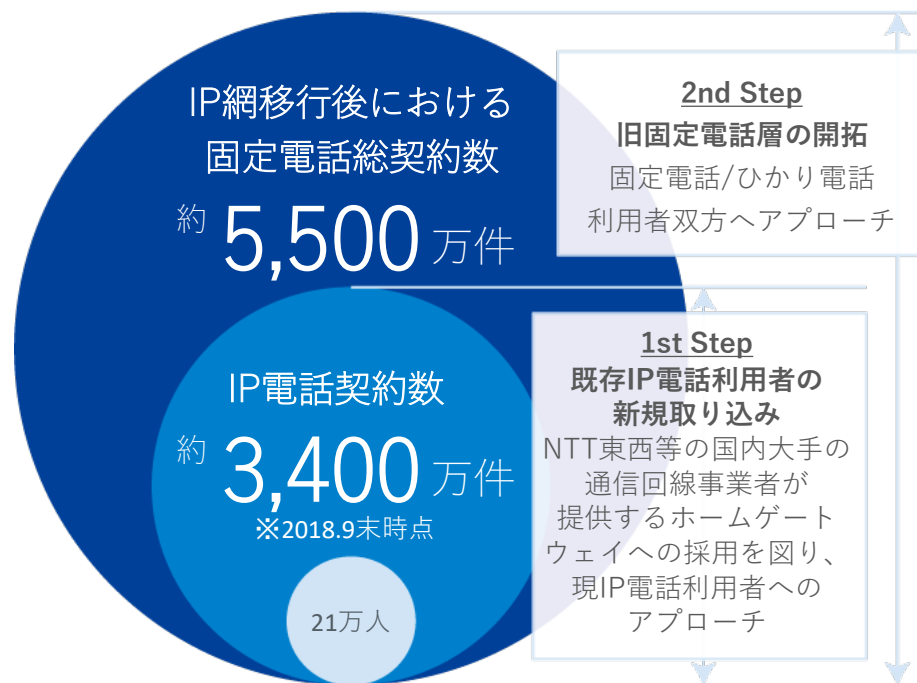 IP網移行後における
固定電話総契約数
約 5,500 万件
IP電話契約数
約 3,400 万件
※2018.9末時点
21万人
2nd Step
旧固定電話層の開拓
固定電話/ひかり電話
利用者双方へアプローチ
1st Step
既存IP電話利用者の
新規取り込み
NTT東西等の国内大手の
通信回線事業者が
提供するホームゲート
ウェイへの採用を図り、
現IP電話利用者への
アプローチ